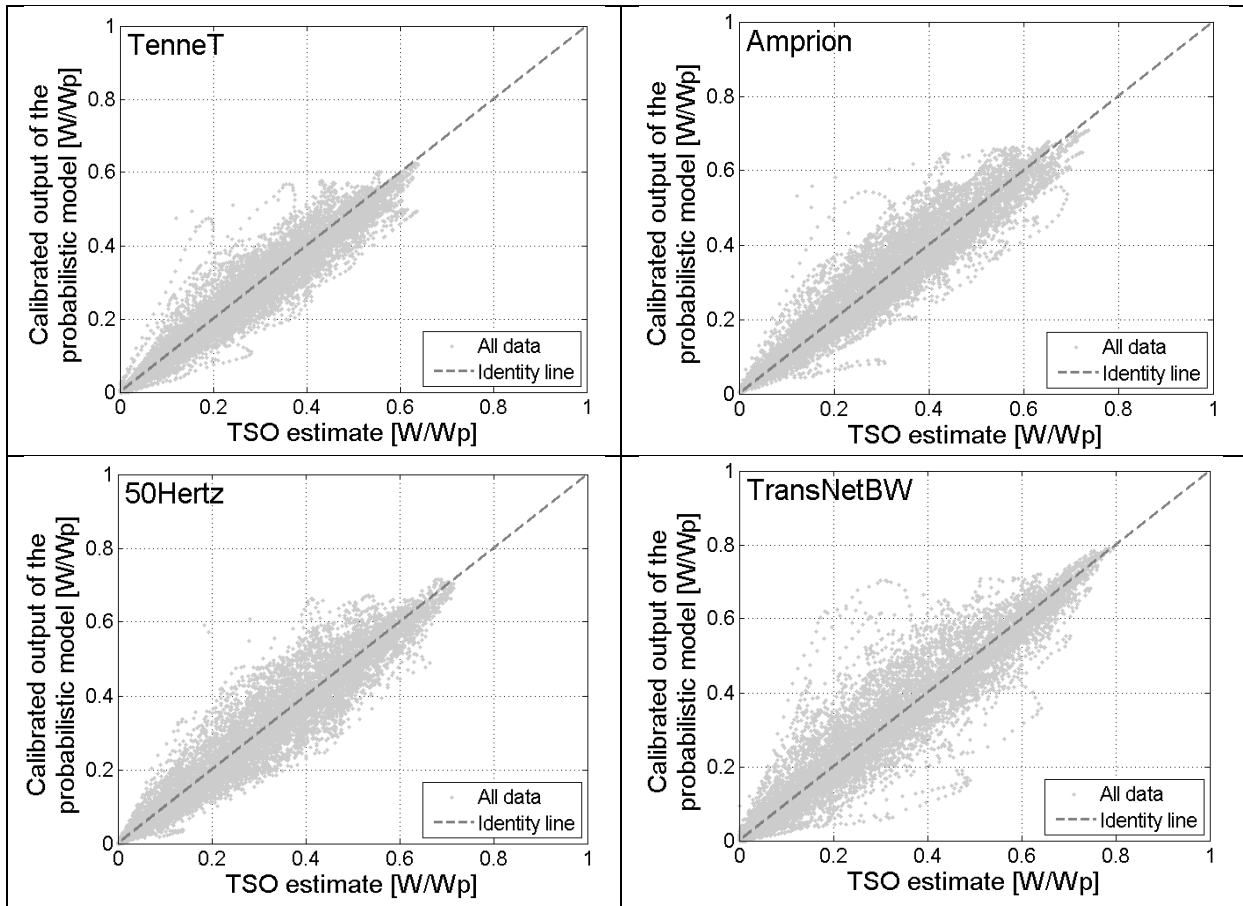 TenneT
Calibrated output of the
probabilistic model [W/Wp]
1
0.8
0.6
0.4
0.2
0
0 0.2 0.4 0.6 0.8 1
All data
Identity line
TSO estimate [W/Wp]
Amprion
Calibrated output of the
probabilistic model [W/Wp]
1
0.8
0.6
0.4
0.2
0
0 0.2 0.4 0.6 0.8 1
All data
Identity line
TSO estimate [W/Wp]
50Hertz
Calibrated output of the
probabilistic model [W/Wp]
1
0.8
0.6
0.4
0.2
0
0 0.2 0.4 0.6 0.8 1
All data
Identity line
TSO estimate [W/Wp]
TransNetBW
Calibrated output of the
probabilistic model [W/Wp]
1
0.8
0.6
0.4
0.2
0
0 0.2 0.4 0.6 0.8 1
All data
Identity line
TSO estimate [W/Wp]